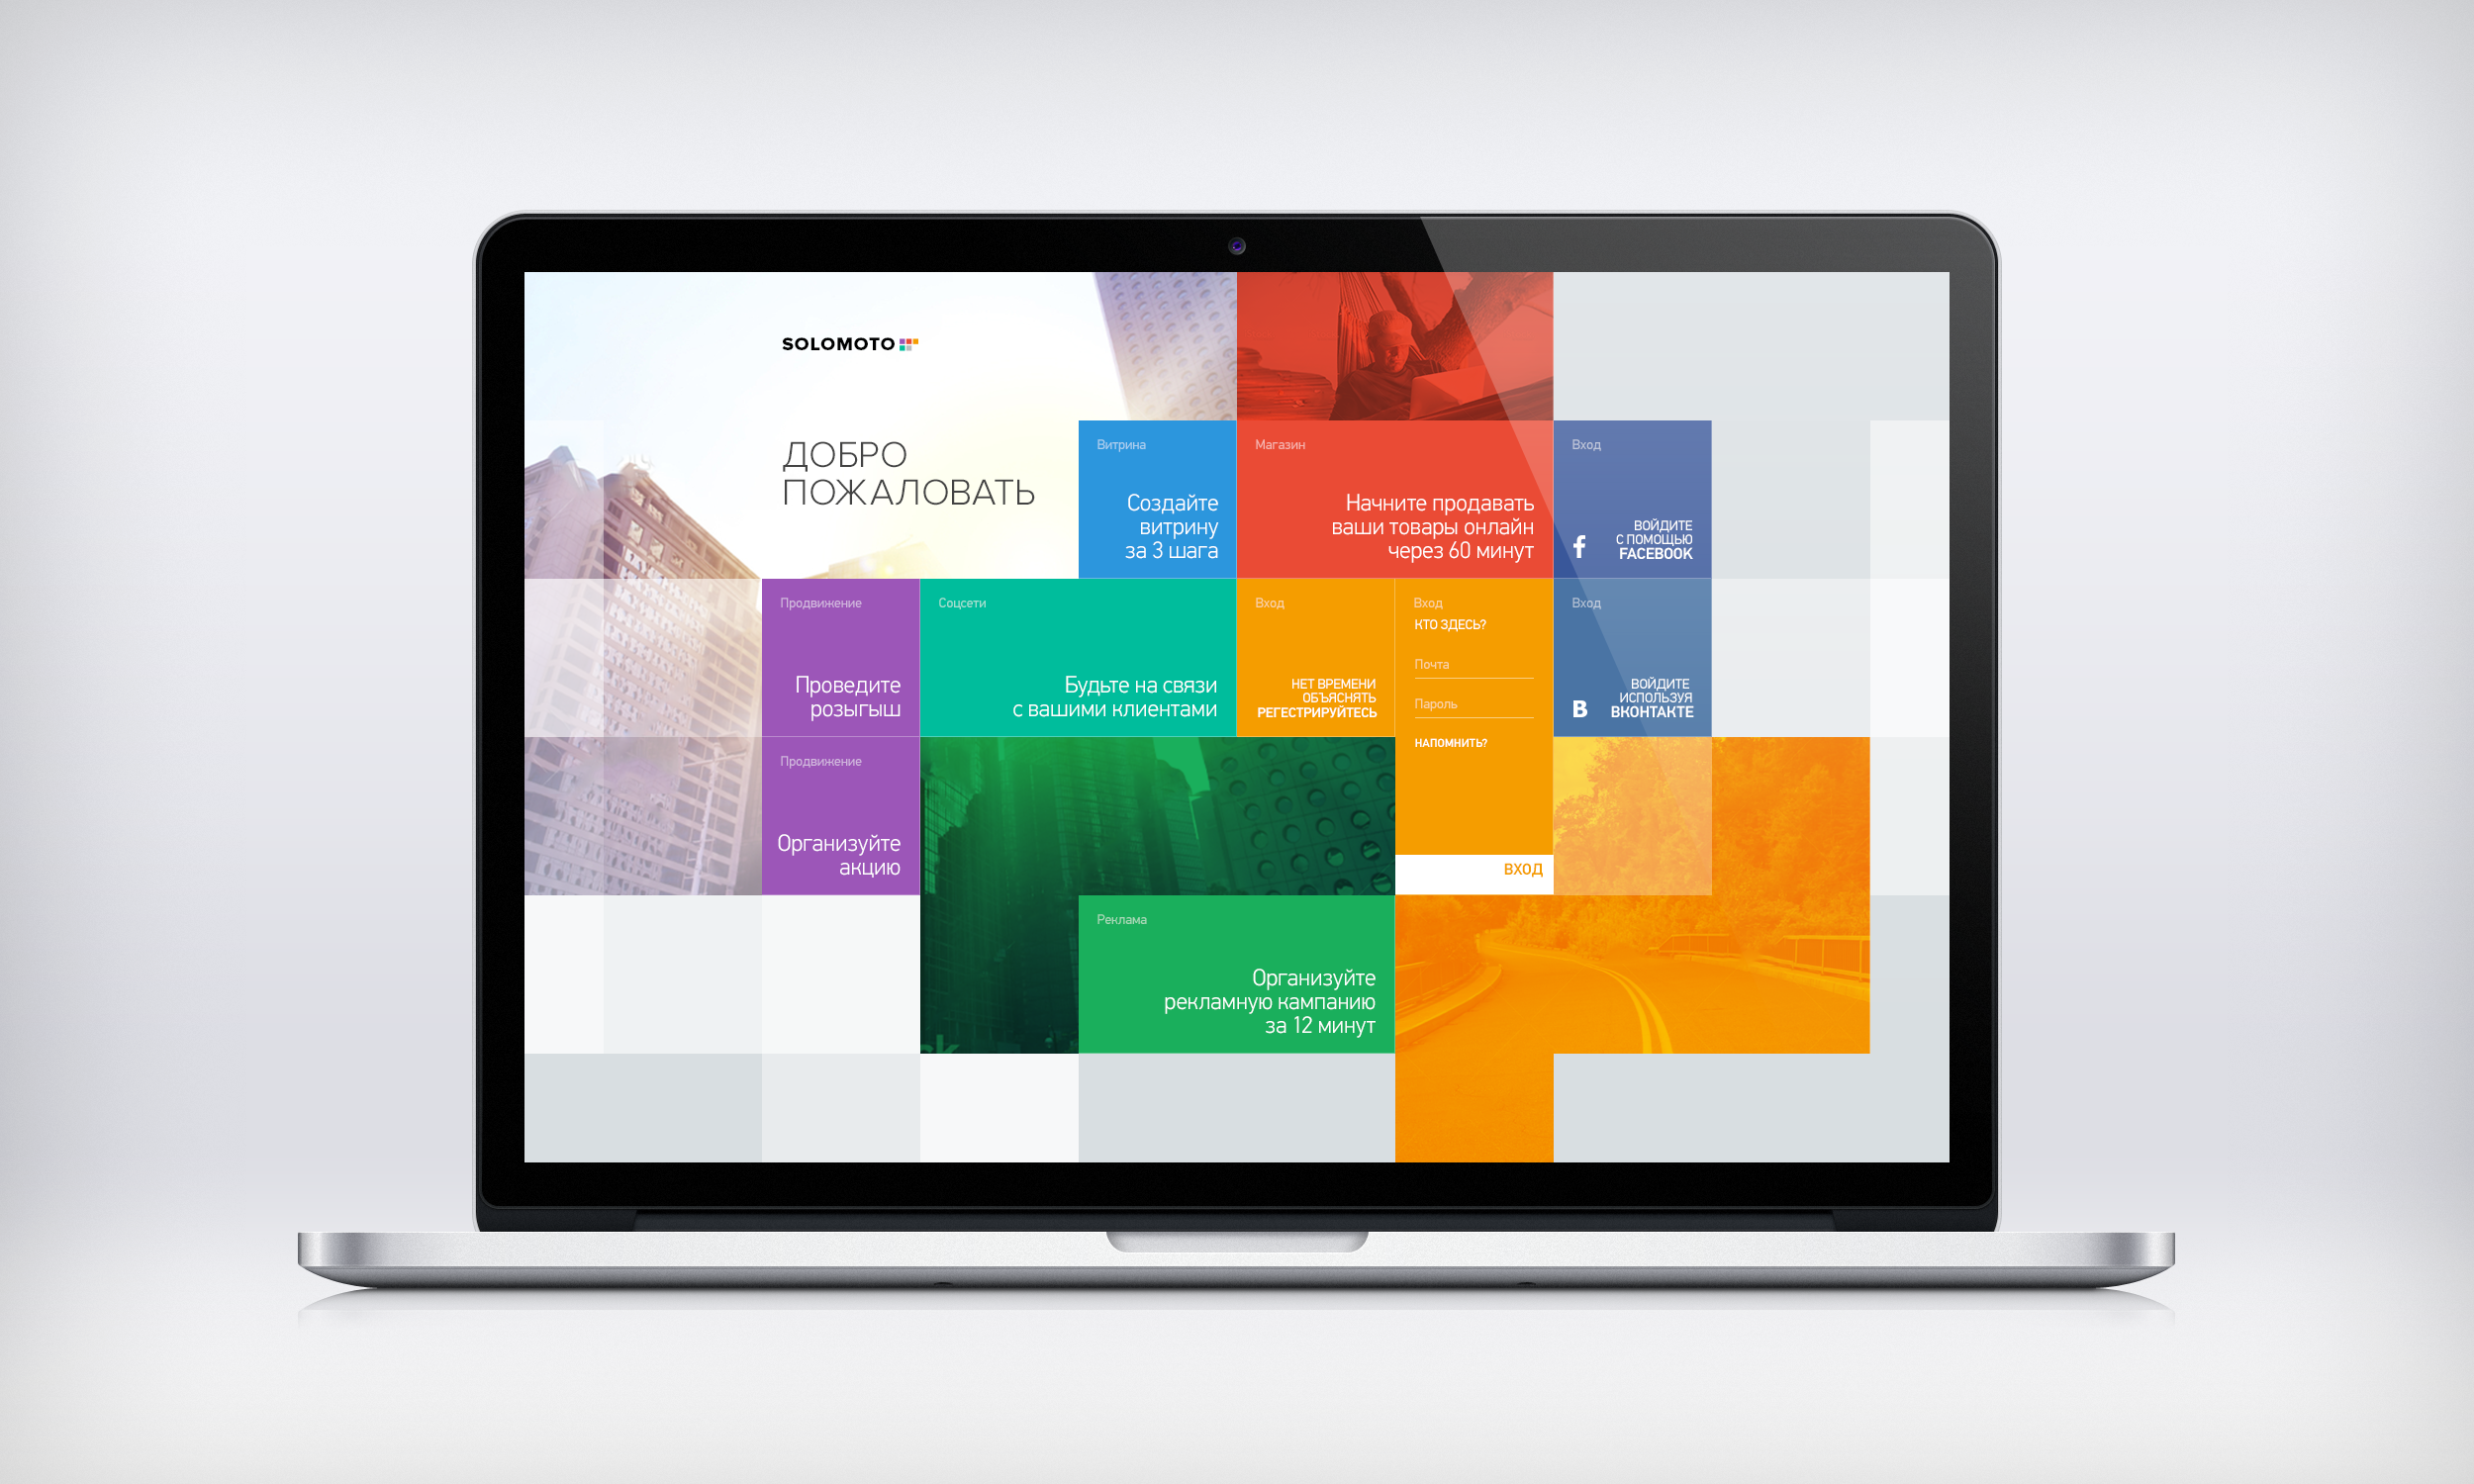 SOLOMOTO
ДОБРО
ПОЖАЛОВАТЬ
Витрина
Создайте
витрину
за 3 шага
Магазин
Начните продавать
ваши товары онлайн
через 60 минут
Вход
f
ВОЙДИТЕ
С ПОМОЩЬЮ
FACEBOOK
Продвижение
Проведите
розыгыш
Соцсети
Будьте на связи
с вашими клиентами
Вход
НЕТ ВРЕМЕНИ
ОБЪЯСНЯТЬ
РЕГЕСТРИРУЙТЕСЬ
Вход
КТО ЗДЕСЬ?
Почта
Пароль
НАПОМНИТЬ?
ВХОД
Вход
В
ВОЙДИТЕ
ИСПОЛЬЗУЯ
ВКОНТАКТЕ
Продвижение
Организуйте
акцию
Реклама
Организуйте
рекламную кампанию
за 12 минут